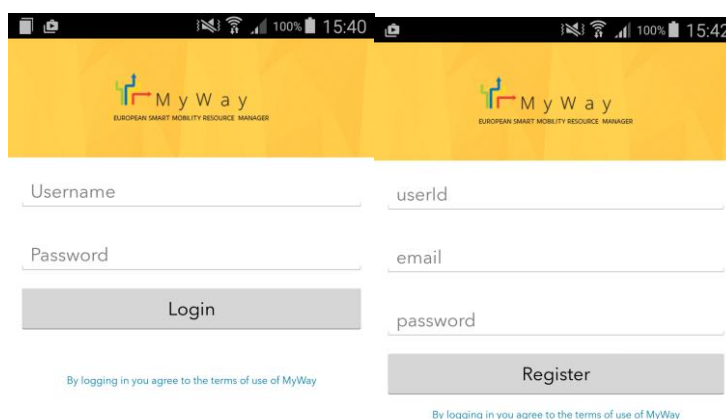 100% 15:40
MyWay
EUROPEAN SMART MOBILITY RESOURCE MANAGER
Username
Password
Login
By logging in you agree to the terms of use of MyWay
100% 15:42
MyWay
EUROPEAN SMART MOBILITY RESOURCE MANAGER
userId
email
password
Register
By logging in you agree to the terms of use of MyWay